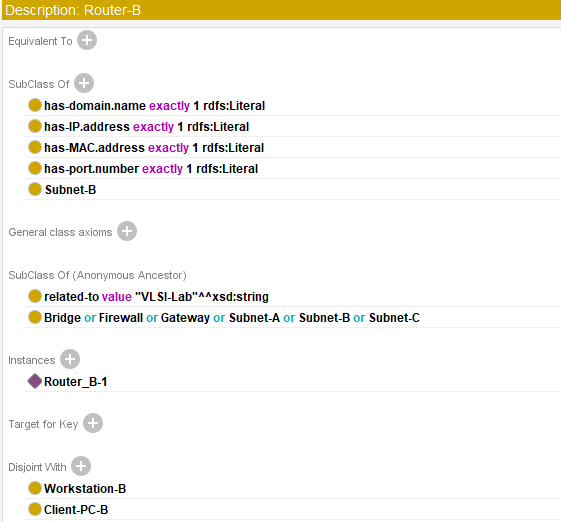 Description: Router-B
Equivalent To
SubClass Of
has-domain.name exactly 1 rdfs:Literal
has-IP.address exactly 1 rdfs:Literal
has-MAC.address exactly 1 rdfs:Literal
has-port.number exactly 1 rdfs:Literal
Subnet-B
General class axioms
SubClass Of (Anonymous Ancestor)
related-to value "VLSI-Lab"^^xsd:string
Bridge or Firewall or Gateway or Subnet-A or Subnet-B or Subnet-C
Instances
Router_B-1
Target for Key
Disjoint With
Workstation-B
Client-PC-B